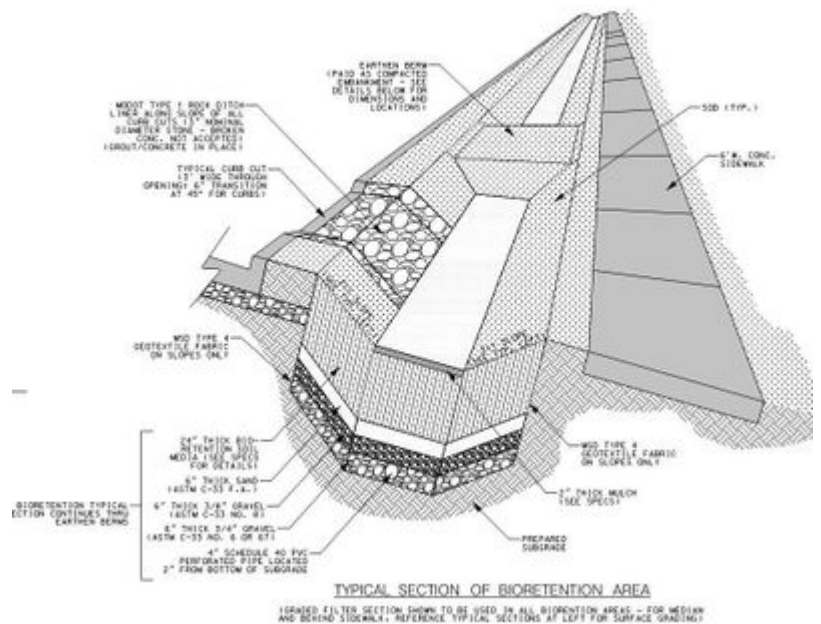 EARTHEN BERM
(PAID AS COMPACTED
EMBANKMENT - SEE
DETAILS BELOW FOR
DIMENSIONS AND
LOCATIONS)
MODOT TYPE 1 ROCK DITCH
LINER ALONG SLOPE OF ALL
CURB CUTS (3" NOMINAL
DIAMETER STONE - BROKEN
CONC. NOT ACCEPTED)
(GROUT/CONCRETE IN PLACE)
SOD (TYP.)
TYPICAL CURB CUT
(3' WIDE THROUGH
OPENING; 6" TRANSITION
AT 45° FOR CURBS)
6'W. CONC.
SIDEWALK
MSD TYPE 4
GEOTEXTILE FABRIC
ON SLOPES ONLY
24" THICK BIO
RETENTION SOIL
MEDIA (SEE SPECS
FOR DETAILS)
MSD TYPE 4
GEOTEXTILE FABRIC
ON SLOPES ONLY
6" THICK SAND
(ASTM C-33 F.A.)
2" THICK MULCH
(SEE SPECS)
BIORETENTION TYPICAL
ECTION CONTINUES THRU
EARTHEN BERMS
6" THICK 3/8" GRAVEL
(ASTM C-33 NO. 8)
6" THICK 3/4" GRAVEL
(ASTM C-33 NO. 6 OR 67)
PREPARED
SUBGRADE
4" SCHEDULE 40 PVC
PERFORATED PIPE LOCATED
2" FROM BOTTOM OF SUBGRADE
TYPICAL SECTION OF BIORETENTION AREA
(GRADED FILTER SECTION SHOWN TO BE USED IN ALL BIORENTION AREAS - FOR MEDIAN
AND BEHIND SIDEWALK, REFERENCE TYPICAL SECTIONS AT LEFT FOR SURFACE GRADING)